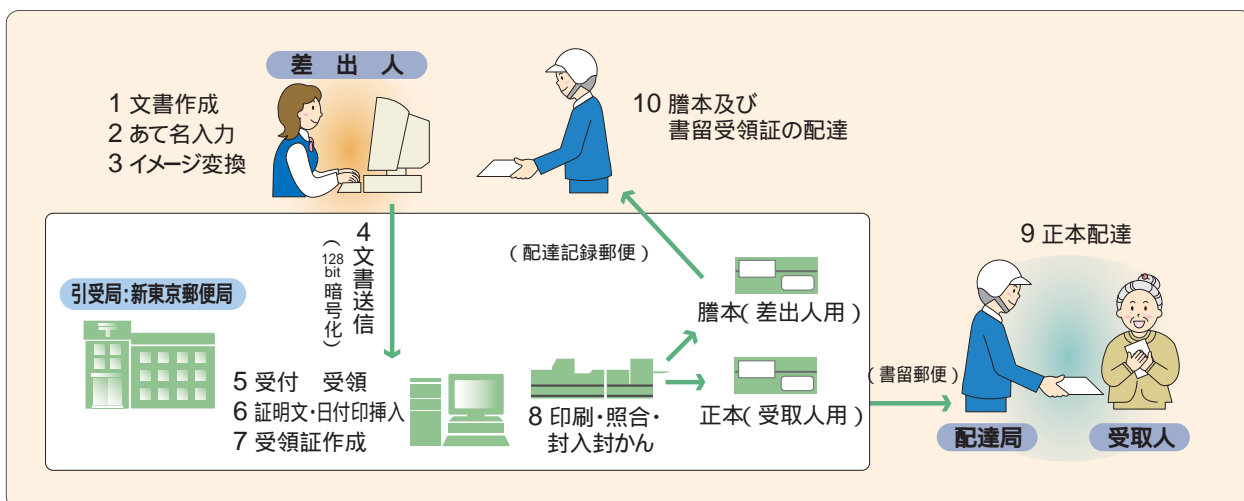 差出人
1 文書作成
2 あて名入力
3 イメージ変換
4 文書送信
(128bit暗号化)
引受局:新東京郵便局
5 受付 受領
6 証明文・日付印挿入
7 受領証作成
8 印刷・照合・
封入封かん
謄本(差出人用)
正本(受取人用)
(配達記録郵便)
10 謄本及び
書留受領証の配達
(書留郵便)
9 正本配達
配達局
受取人